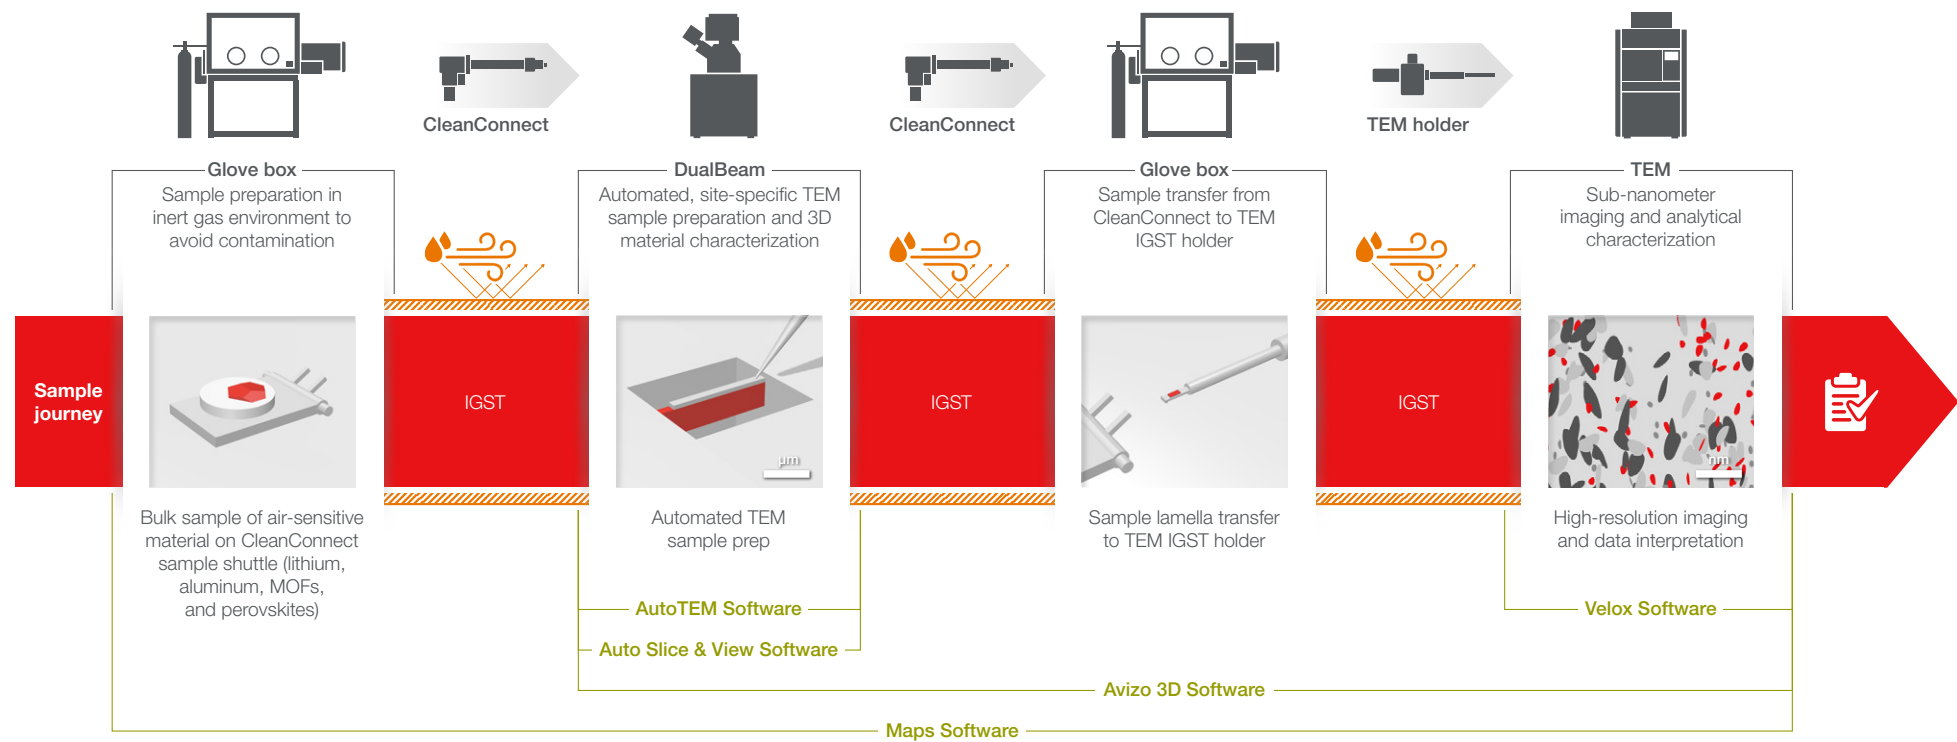 CleanConnect
CleanConnect
TEM holder
Glove box
Sample preparation in
inert gas environment to
avoid contamination
DualBeam
Automated, site-specific TEM
sample preparation and 3D
material characterization
Glove box
Sample transfer from
CleanConnect to TEM
IGST holder
TEM
Sub-nanometer
imaging and analytical
characterization
Sample
journey
IGST
µm
IGST
IGST
nm
Bulk sample of air-sensitive
material on CleanConnect
sample shuttle (lithium,
aluminum, MOFs,
and perovskites)
Automated TEM
sample prep
Sample lamella transfer
to TEM IGST holder
High-resolution imaging
and data interpretation
AutoTEM Software
Velox Software
Auto Slice & View Software
Avizo 3D Software
Maps Software